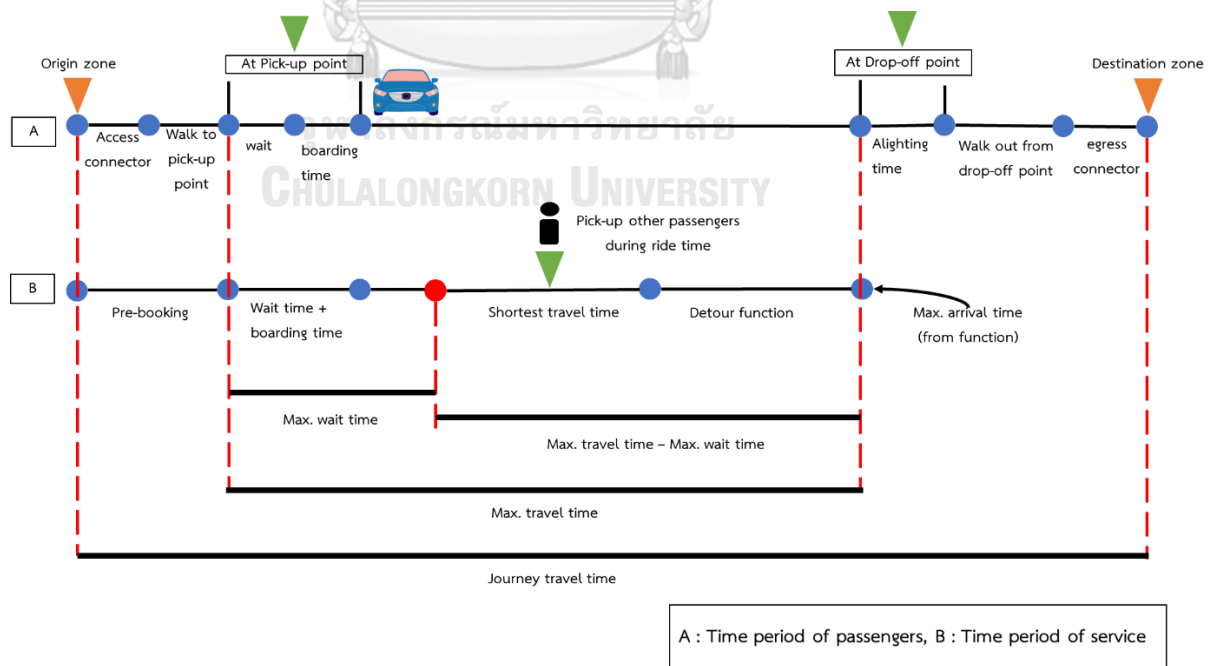 At Pick-up point
At Drop-off point
Origin zone
Destination zone
A
Access
connector
Walk to
pick-up
point
wait
boarding
time
Alighting
time
Walk out from
drop-off point
egress
connector
จุฬาลงกรณ์มหาวิทยาลัย
CHULALONGKORN UNIVERSITY
Pick-up other passengers
during ride time
B
Pre-booking
Wait time +
boarding time
Shortest travel time
Detour function
Max. arrival time
(from function)
Max. wait time
Max. travel time – Max. wait time
Max. travel time
Journey travel time
A : Time period of passengers, B : Time period of service